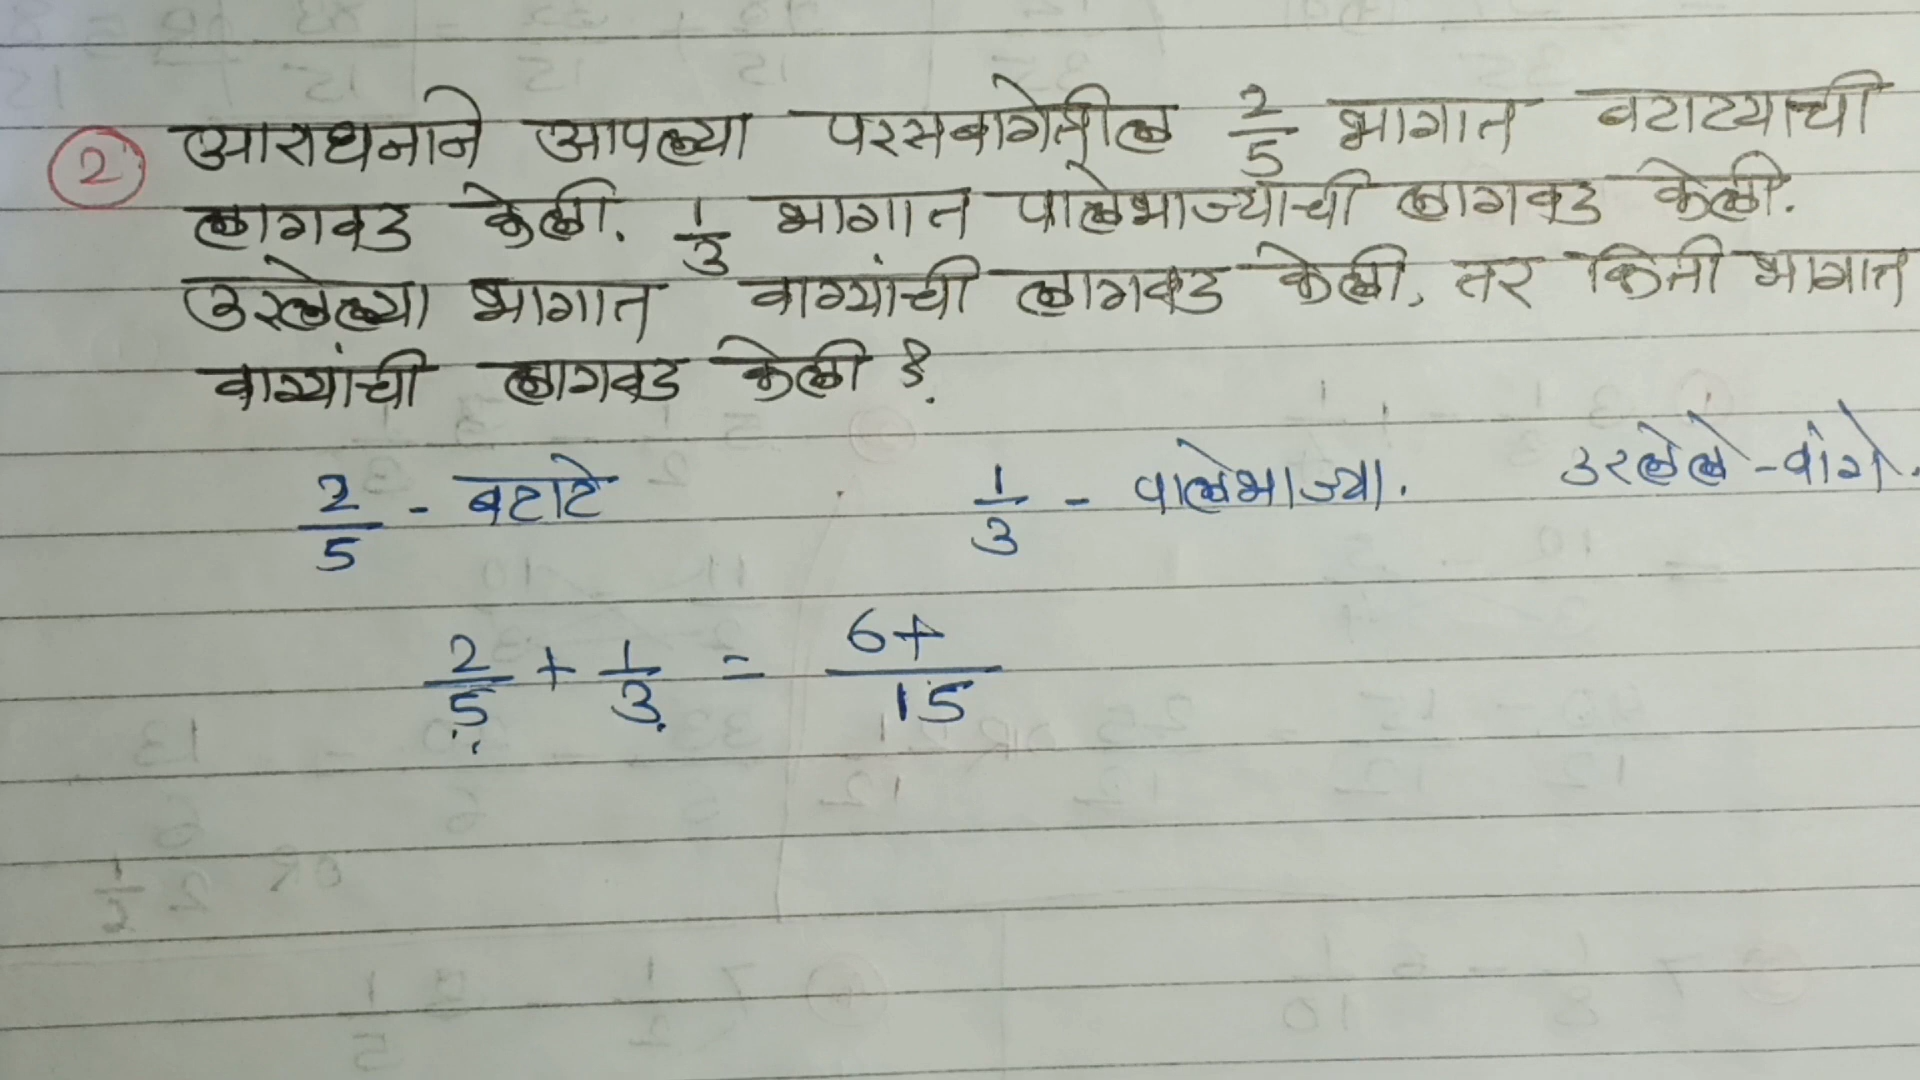 2 आराधनाने आपल्या परसबागेतील 2/5 भागात बटाट्याची
लागवड केली. 1/3 भागात पालेभाज्यांची लागवड केली.
उरलेल्या भागात वाग्यांची लागवड केली, तर किती भागात
वाग्यांची लागवड केली ?
2/5 - बटाटे 1/3 - पालेभाज्या. उरलेले - वांगे.
2/5 + 1/3 = 6+/15